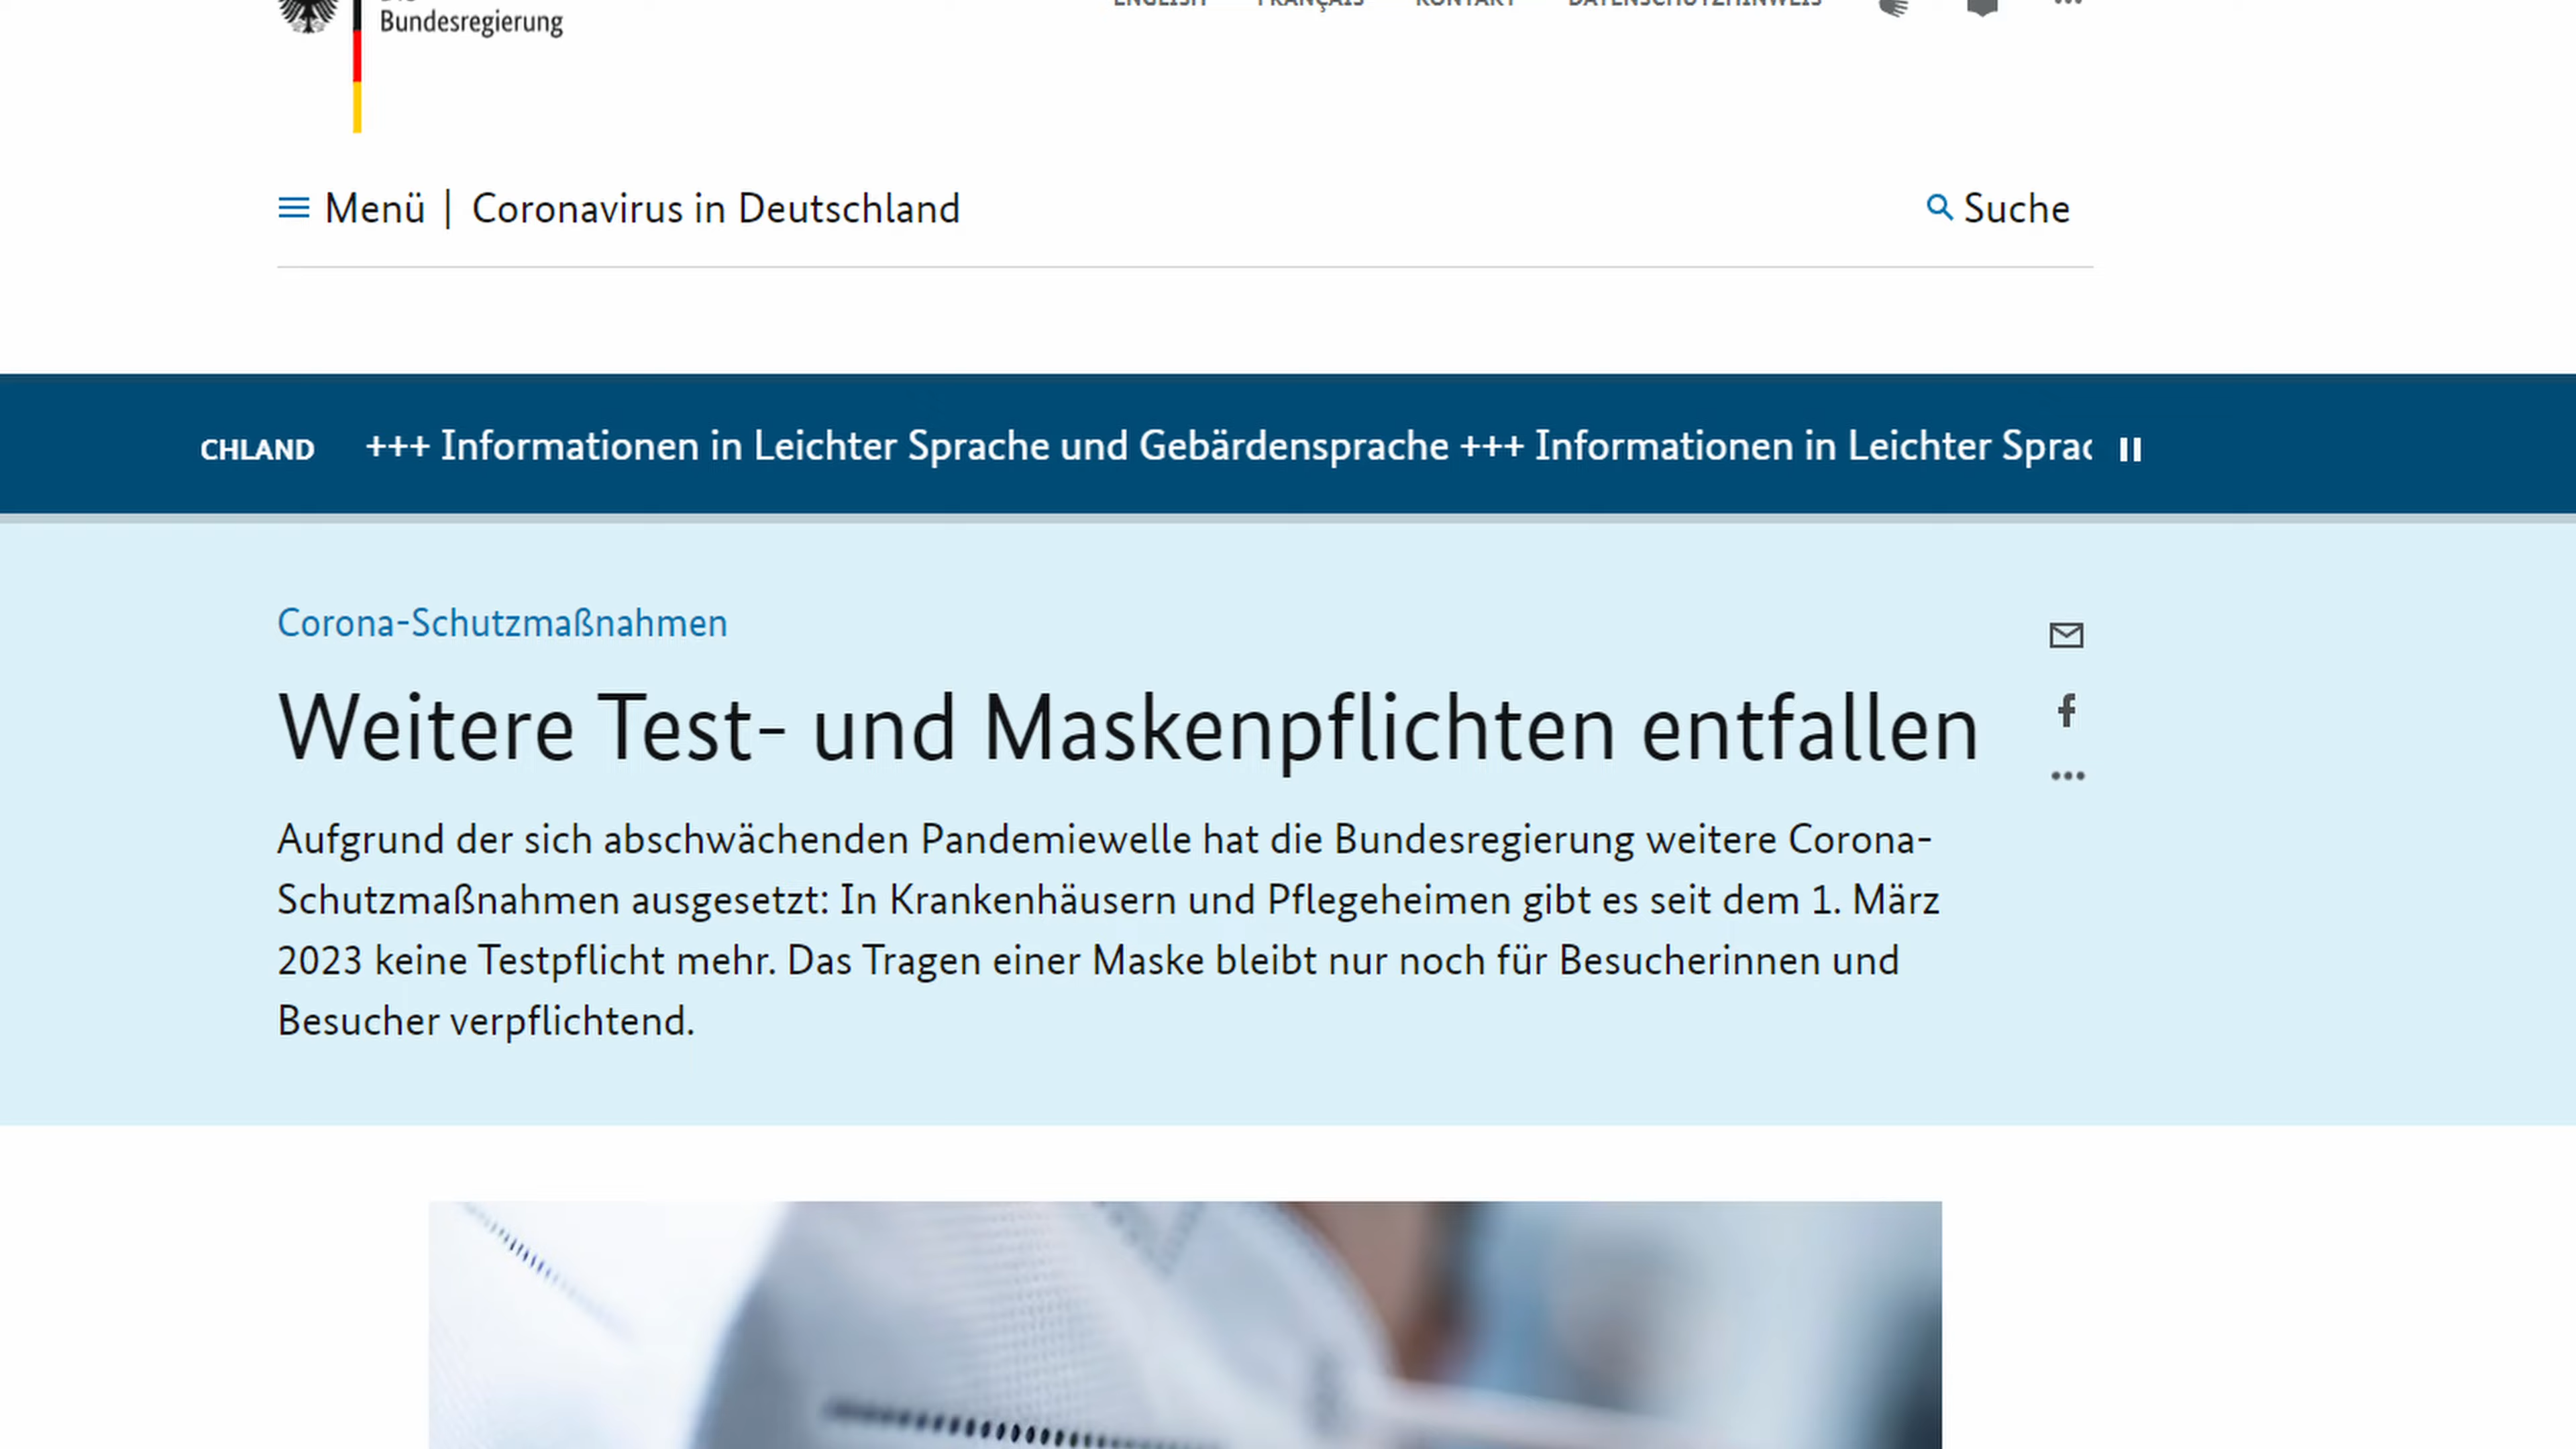 Bundesregierung
ENGLISH FRANÇAIS KONTAKT DATENSCHUTZHINWEIS
Menü | Coronavirus in Deutschland
Suche
CHLAND +++ Informationen in Leichter Sprache und Gebärdensprache +++ Informationen in Leichter Sprac
Corona-Schutzmaßnahmen
Weitere Test- und Maskenpflichten entfallen
Aufgrund der sich abschwächenden Pandemiewelle hat die Bundesregierung weitere Corona-
Schutzmaßnahmen ausgesetzt: In Krankenhäusern und Pflegeheimen gibt es seit dem 1. März
2023 keine Testpflicht mehr. Das Tragen einer Maske bleibt nur noch für Besucherinnen und
Besucher verpflichtend.